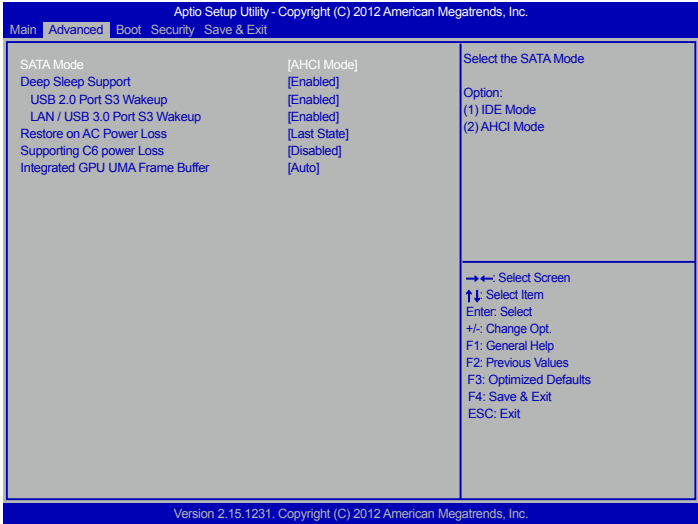 Aptio Setup Utility - Copyright (C) 2012 American Megatrends, Inc.
Main Advanced Boot Security Save & Exit
SATA Mode [AHCI Mode]
Deep Sleep Support [Enabled]
USB 2.0 Port S3 Wakeup [Enabled]
LAN / USB 3.0 Port S3 Wakeup [Enabled]
Restore on AC Power Loss [Last State]
Supporting C6 power Loss [Disabled]
Integrated GPU UMA Frame Buffer [Auto]
Select the SATA Mode
Option:
(1) IDE Mode
(2) AHCI Mode
→←: Select Screen
↑↓: Select Item
Enter: Select
+/-: Change Opt.
F1: General Help
F2: Previous Values
F3: Optimized Defaults
F4: Save & Exit
ESC: Exit
Version 2.15.1231. Copyright (C) 2012 American Megatrends, Inc.